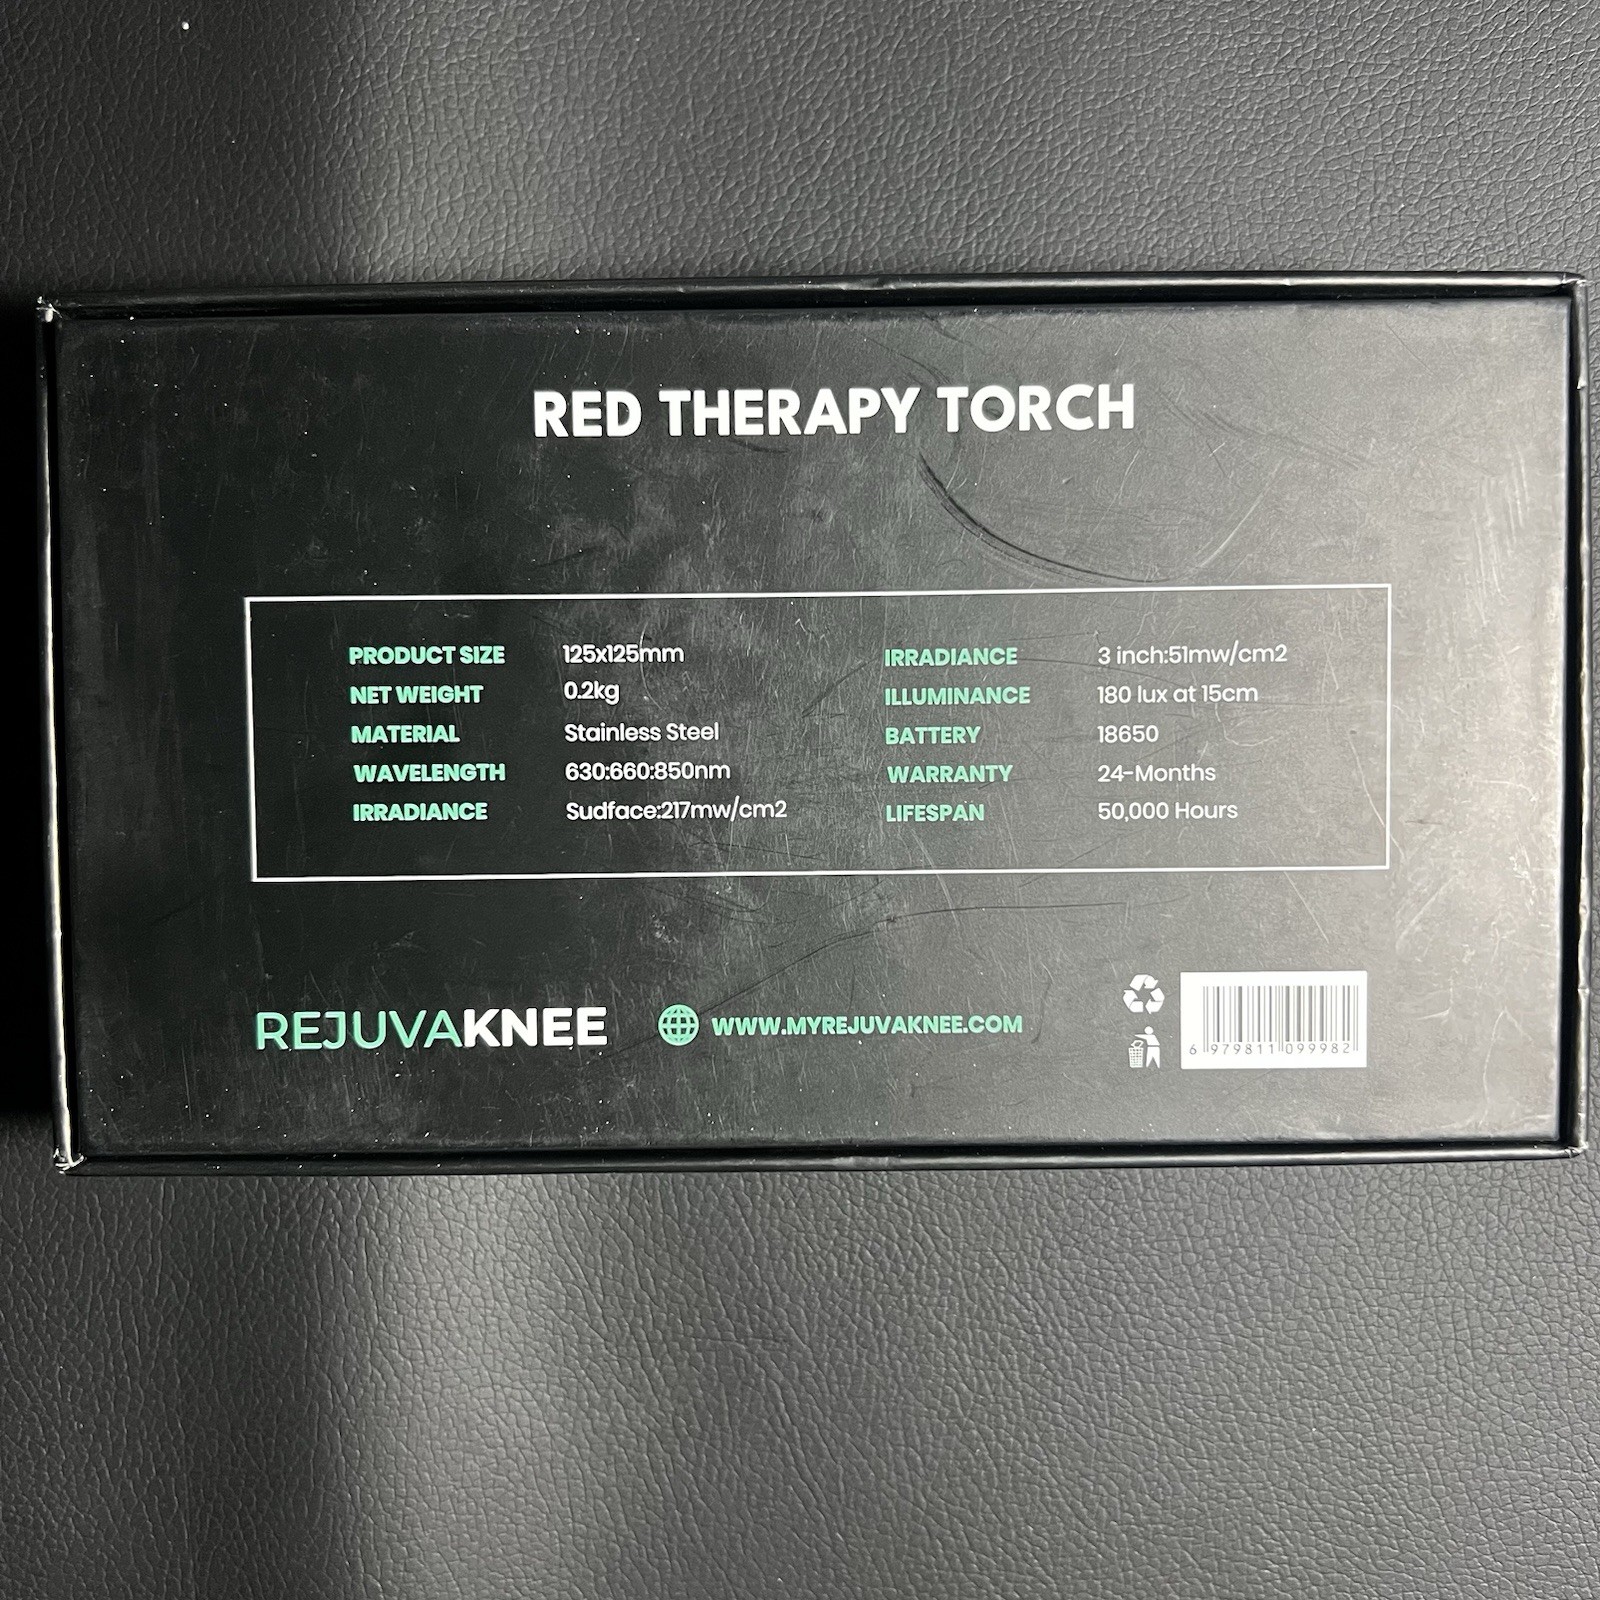 RED THERAPY TORCH
PRODUCT SIZE 125x125mm
NET WEIGHT 0.2kg
MATERIAL Stainless Steel
WAVELENGTH 630:660:850nm
IRRADIANCE Sudface:217mw/cm2
IRRADIANCE 3 inch:51mw/cm2
ILLUMINANCE 180 lux at 15cm
BATTERY 18650
WARRANTY 24-Months
LIFESPAN 50,000 Hours
REJUVAKNEE
WWW.MYREJUVAKNEE.COM
6 979811 099982